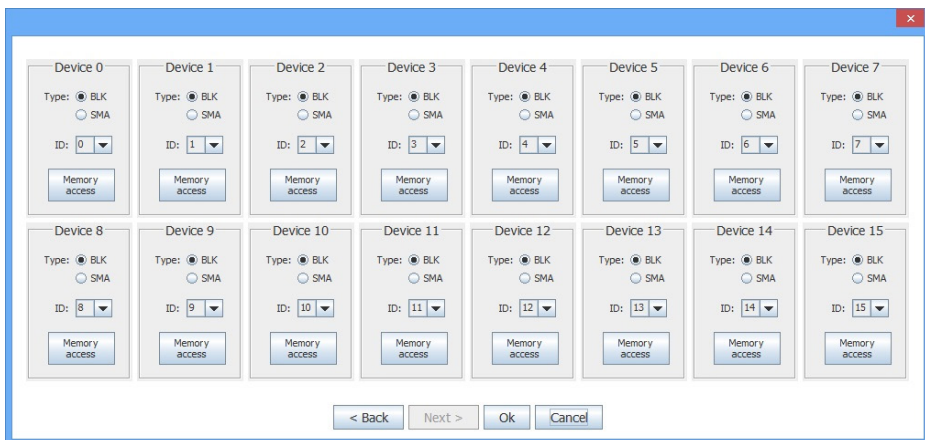 Device 0 Device 1 Device 2 Device 3 Device 4 Device 5 Device 6 Device 7
Type: BLK Type: BLK Type: BLK Type: BLK Type: BLK Type: BLK Type: BLK Type: BLK
SMA SMA SMA SMA SMA SMA SMA SMA
ID: 0 ID: 1 ID: 2 ID: 3 ID: 4 ID: 5 ID: 6 ID: 7
Memory Memory Memory Memory Memory Memory Memory Memory
access access access access access access access access
Device 8 Device 9 Device 10 Device 11 Device 12 Device 13 Device 14 Device 15
Type: BLK Type: BLK Type: BLK Type: BLK Type: BLK Type: BLK Type: BLK Type: BLK
SMA SMA SMA SMA SMA SMA SMA SMA
ID: 8 ID: 9 ID: 10 ID: 11 ID: 12 ID: 13 ID: 14 ID: 15
Memory Memory Memory Memory Memory Memory Memory Memory
access access access access access access access access
< Back Next > Ok Cancel